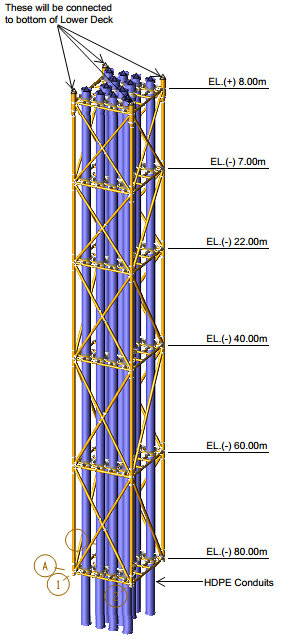 These will be connected
to bottom of Lower Deck
EL.(+) 8.00m
EL.(-) 7.00m
EL.(-) 22.00m
EL.(-) 40.00m
EL.(-) 60.00m
EL.(-) 80.00m
A
1
2
HDPE Conduits